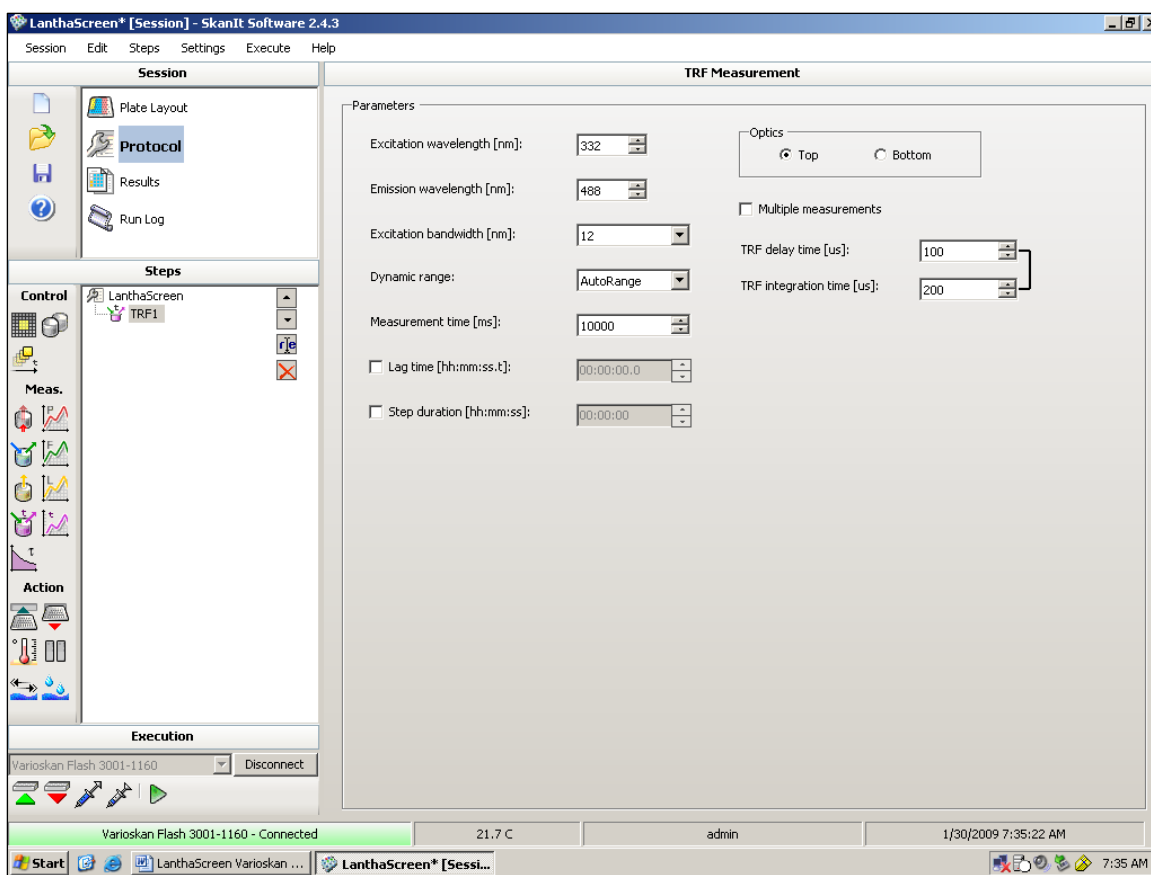 LanthaScreen* [Session] - SkanIt Software 2.4.3
Session Edit Steps Settings Execute Help
Session
Plate Layout
Protocol
Results
Run Log
Steps
Control
LanthaScreen
TRF1
Meas.
Action
Execution
Varioskan Flash 3001-1160
Disconnect
TRF Measurement
Parameters
Excitation wavelength [nm]: 332
Emission wavelength [nm]: 488
Excitation bandwidth [nm]: 12
Dynamic range: AutoRange
Measurement time [ms]: 10000
Lag time [hh:mm:ss.t]: 00:00:00.0
Step duration [hh:mm:ss]: 00:00:00
Optics
Top Bottom
Multiple measurements
TRF delay time [us]: 100
TRF integration time [us]: 200
Varioskan Flash 3001-1160 - Connected 21.7 C admin 1/30/2009 7:35:22 AM
Start LanthaScreen Varioskan ... LanthaScreen* [Sessi... 7:35 AM